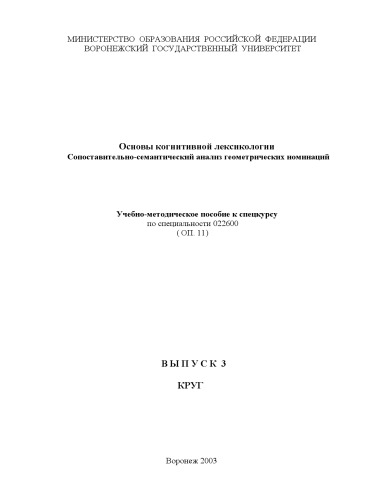 МИНИСТЕРСТВО ОБРАЗОВАНИЯ РОССИЙСКОЙ ФЕДЕРАЦИИ
ВОРОНЕЖСКИЙ ГОСУДАРСТВЕННЫЙ УНИВЕРСИТЕТ
Основы когнитивной лексикологии
Сопоставительно-семантический анализ геометрических номинаций
Учебно-методическое пособие к спецкурсу
по специальности 022600
( ОП. 11)
В Ы П У С К 3
КРУГ
Воронеж 2003